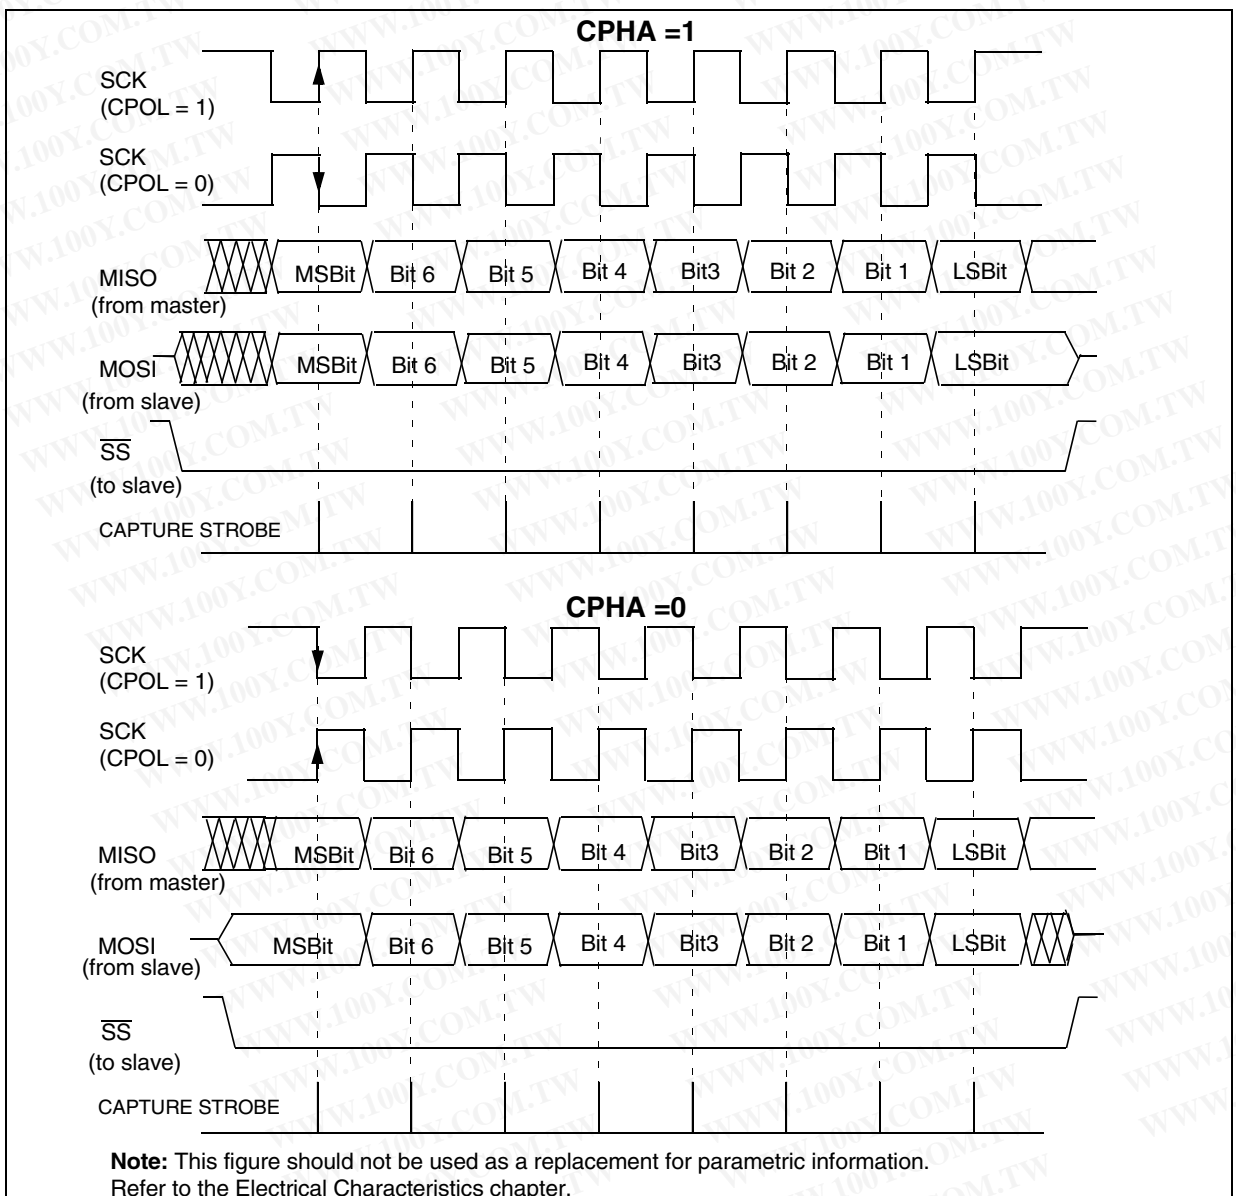 CPHA =1
SCK
(CPOL = 1)
SCK
(CPOL = 0)
MISO
(from master)
MSBit Bit 6 Bit 5 Bit 4 Bit3 Bit 2 Bit 1 LSBit
MOSI
(from slave)
MSBit Bit 6 Bit 5 Bit 4 Bit3 Bit 2 Bit 1 LSBit
SS
(to slave)
CAPTURE STROBE
CPHA =0
SCK
(CPOL = 1)
SCK
(CPOL = 0)
MISO
(from master)
MSBit Bit 6 Bit 5 Bit 4 Bit3 Bit 2 Bit 1 LSBit
MOSI
(from slave)
MSBit Bit 6 Bit 5 Bit 4 Bit3 Bit 2 Bit 1 LSBit
SS
(to slave)
CAPTURE STROBE
Note: This figure should not be used as a replacement for parametric information.
Refer to the Electrical Characteristics chapter.
WWW.100Y.COM.TW